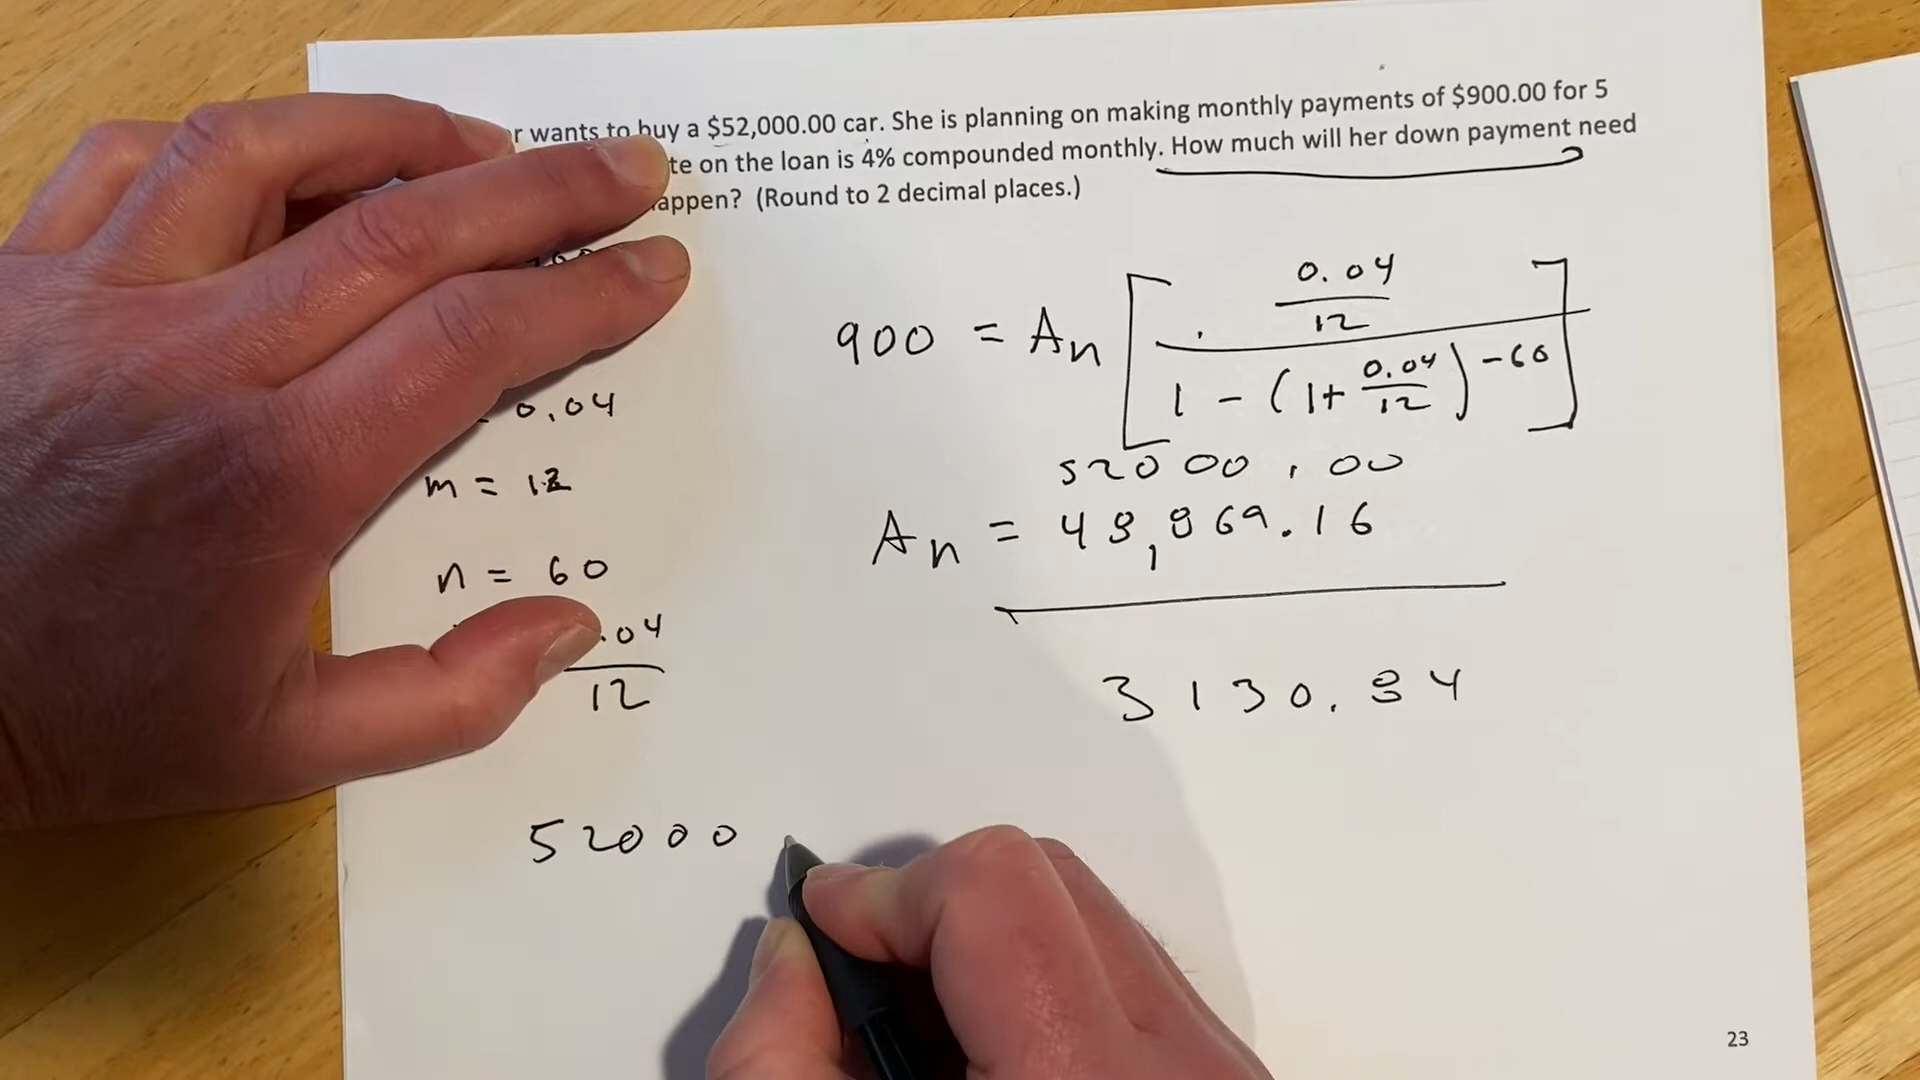 r wants to buy a $52,000.00 car. She is planning on making monthly payments of $900.00 for 5
te on the loan is 4% compounded monthly. How much will her down payment need
appen? (Round to 2 decimal places.)
0.04
m = 12
n = 60
.04
12
900 = An [ 0.04 / 12
1 - (1 + 0.04 / 12 ) -60 ]
52000.00
An = 48,869.16
3130.84
52000
23